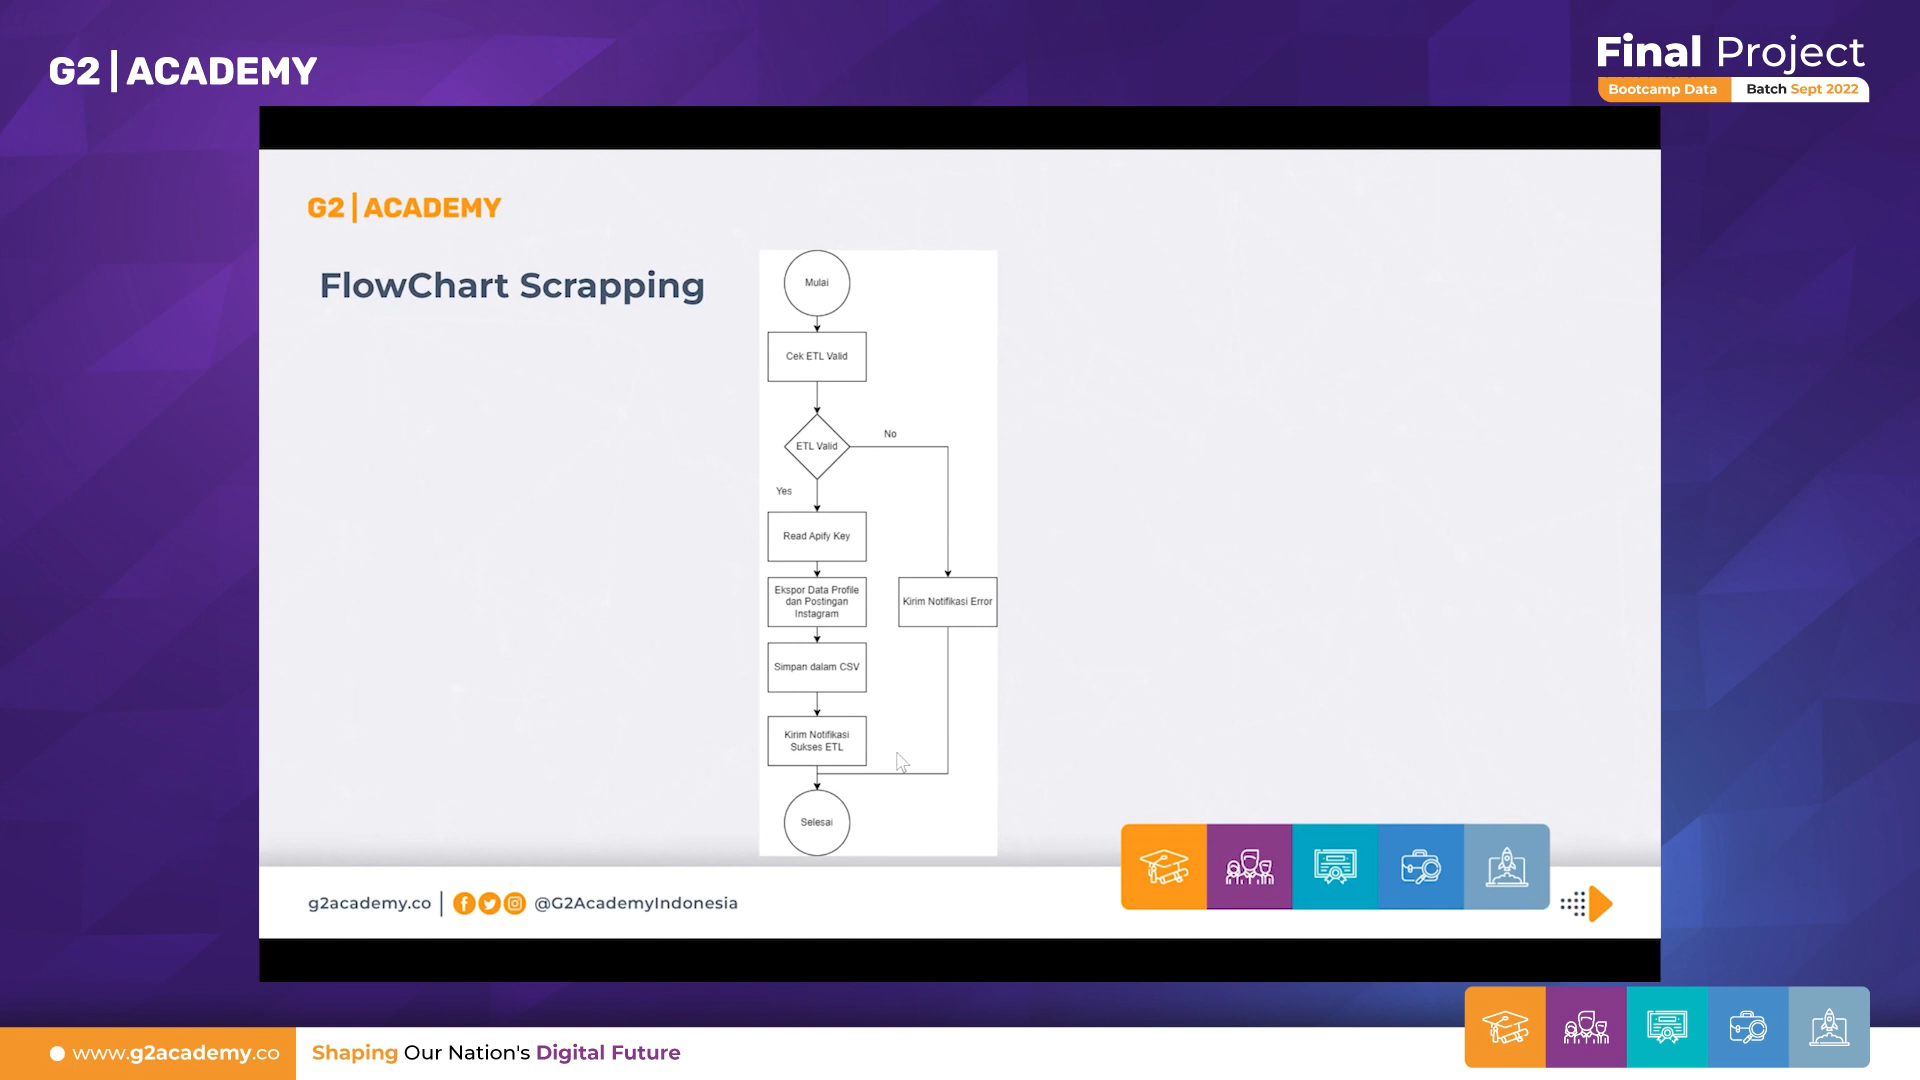 G2 | ACADEMY
Final Project
Bootcamp Data
Batch Sept 2022
G2 | ACADEMY
FlowChart Scrapping
Mulai
Cek ETL Valid
ETL Valid
No
Yes
Read Apify Key
Ekspor Data Profile
dan Postingan
Instagram
Kirim Notifikasi Error
Simpan dalam CSV
Kirim Notifikasi
Sukses ETL
Selesai
g2academy.co
@G2AcademyIndonesia
www.g2academy.co
Shaping Our Nation's Digital Future